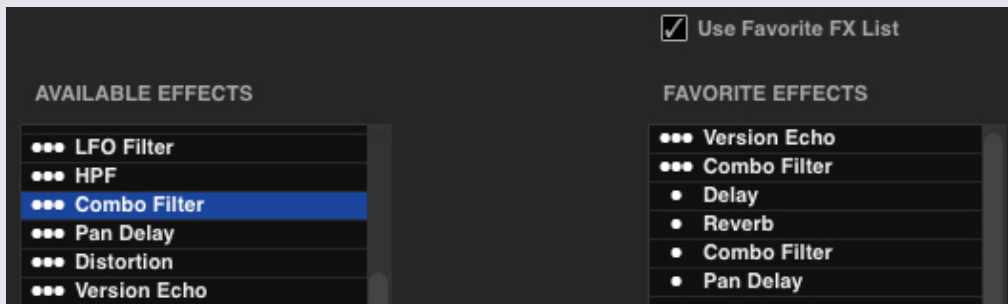 ✓ Use Favorite FX List
AVAILABLE EFFECTS
••• LFO Filter
••• HPF
••• Combo Filter
••• Pan Delay
••• Distortion
••• Version Echo
FAVORITE EFFECTS
••• Version Echo
••• Combo Filter
• Delay
• Reverb
• Combo Filter
• Pan Delay